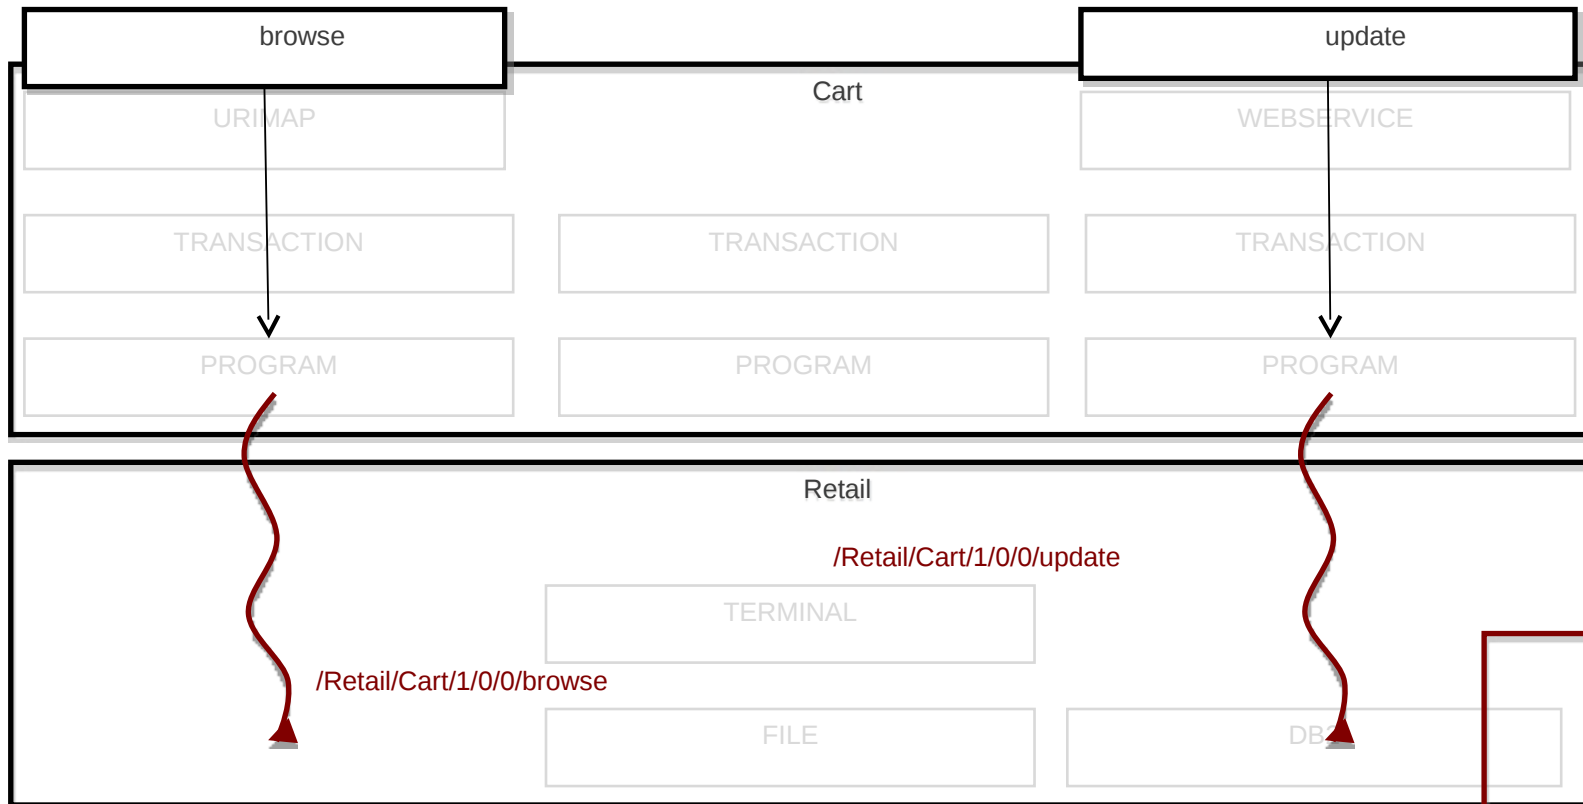 browse
update
Cart
URIMAP
WEBSERVICE
TRANSACTION
TRANSACTION
TRANSACTION
PROGRAM
PROGRAM
PROGRAM
Retail
/Retail/Cart/1/0/0/update
TERMINAL
/Retail/Cart/1/0/0/browse
FILE